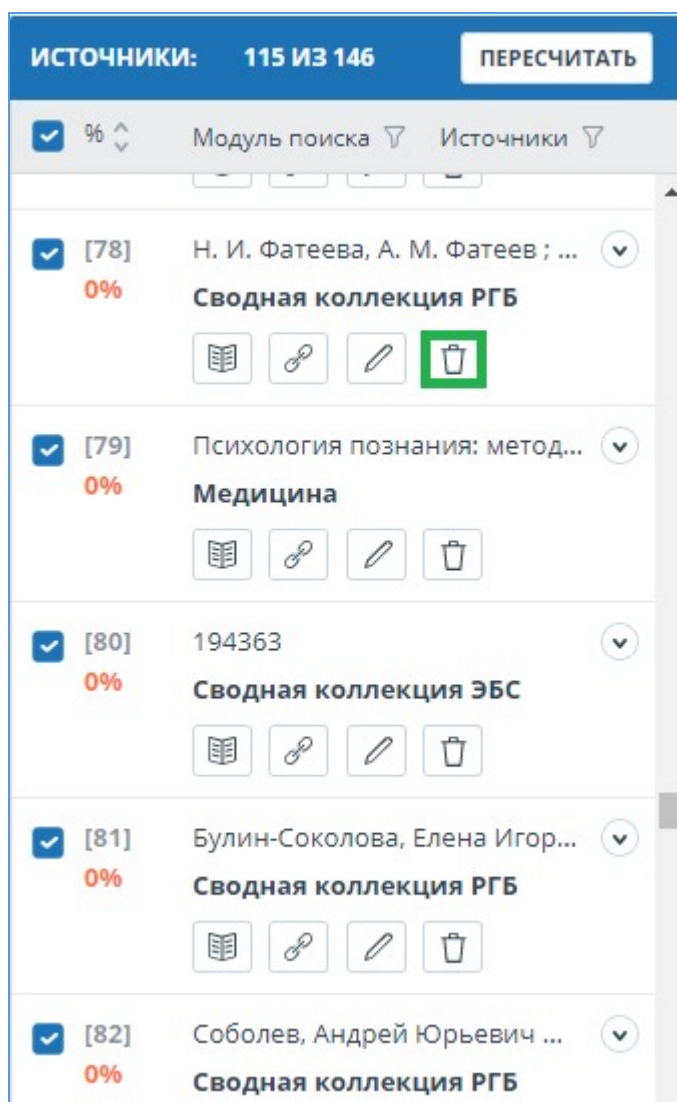 ИСТОЧНИКИ: 115 ИЗ 146 ПЕРЕСЧИТАТЬ
% Модуль поиска Источники
[78] Н. И. Фатеева, А. М. Фатеев ; ...
0% Сводная коллекция РГБ
[79] Психология познания: метод...
0% Медицина
[80] 194363
0% Сводная коллекция ЭБС
[81] Булин-Соколова, Елена Игор...
0% Сводная коллекция РГБ
[82] Соболев, Андрей Юрьевич ...
0% Сводная коллекция РГБ